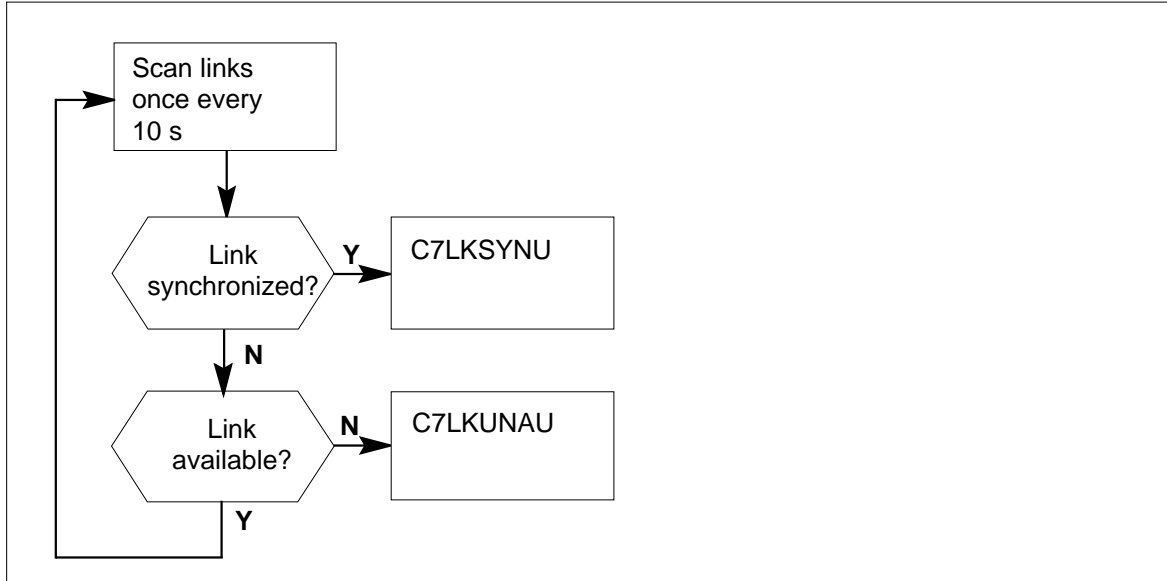 Scan links
once every
10 s
Link
synchronized?
Y
C7LKSYNU
N
Link
available?
N
C7LKUNAU
Y